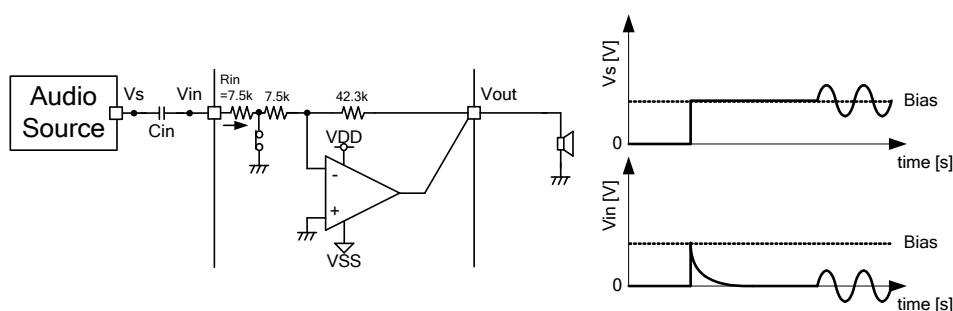 Audio
Source
Vs
Cin
Vin
Rin
=7.5k
7.5k
42.3k
VDD
-
+
VSS
Vout
Vs [V]
0
Bias
time [s]
Vin [V]
0
Bias
time [s]